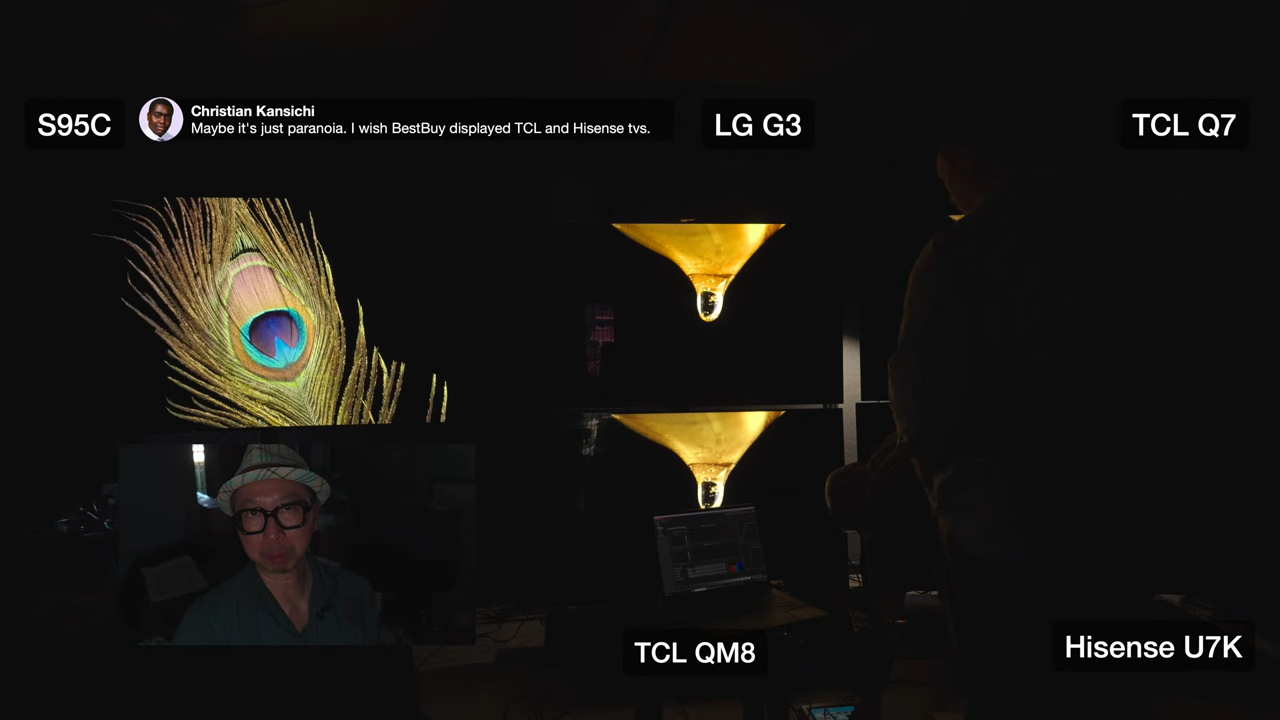 S95C
Christian Kansichi
Maybe it's just paranoia. I wish BestBuy displayed TCL and Hisense tvs.
LG G3
TCL Q7
TCL QM8
Hisense U7K